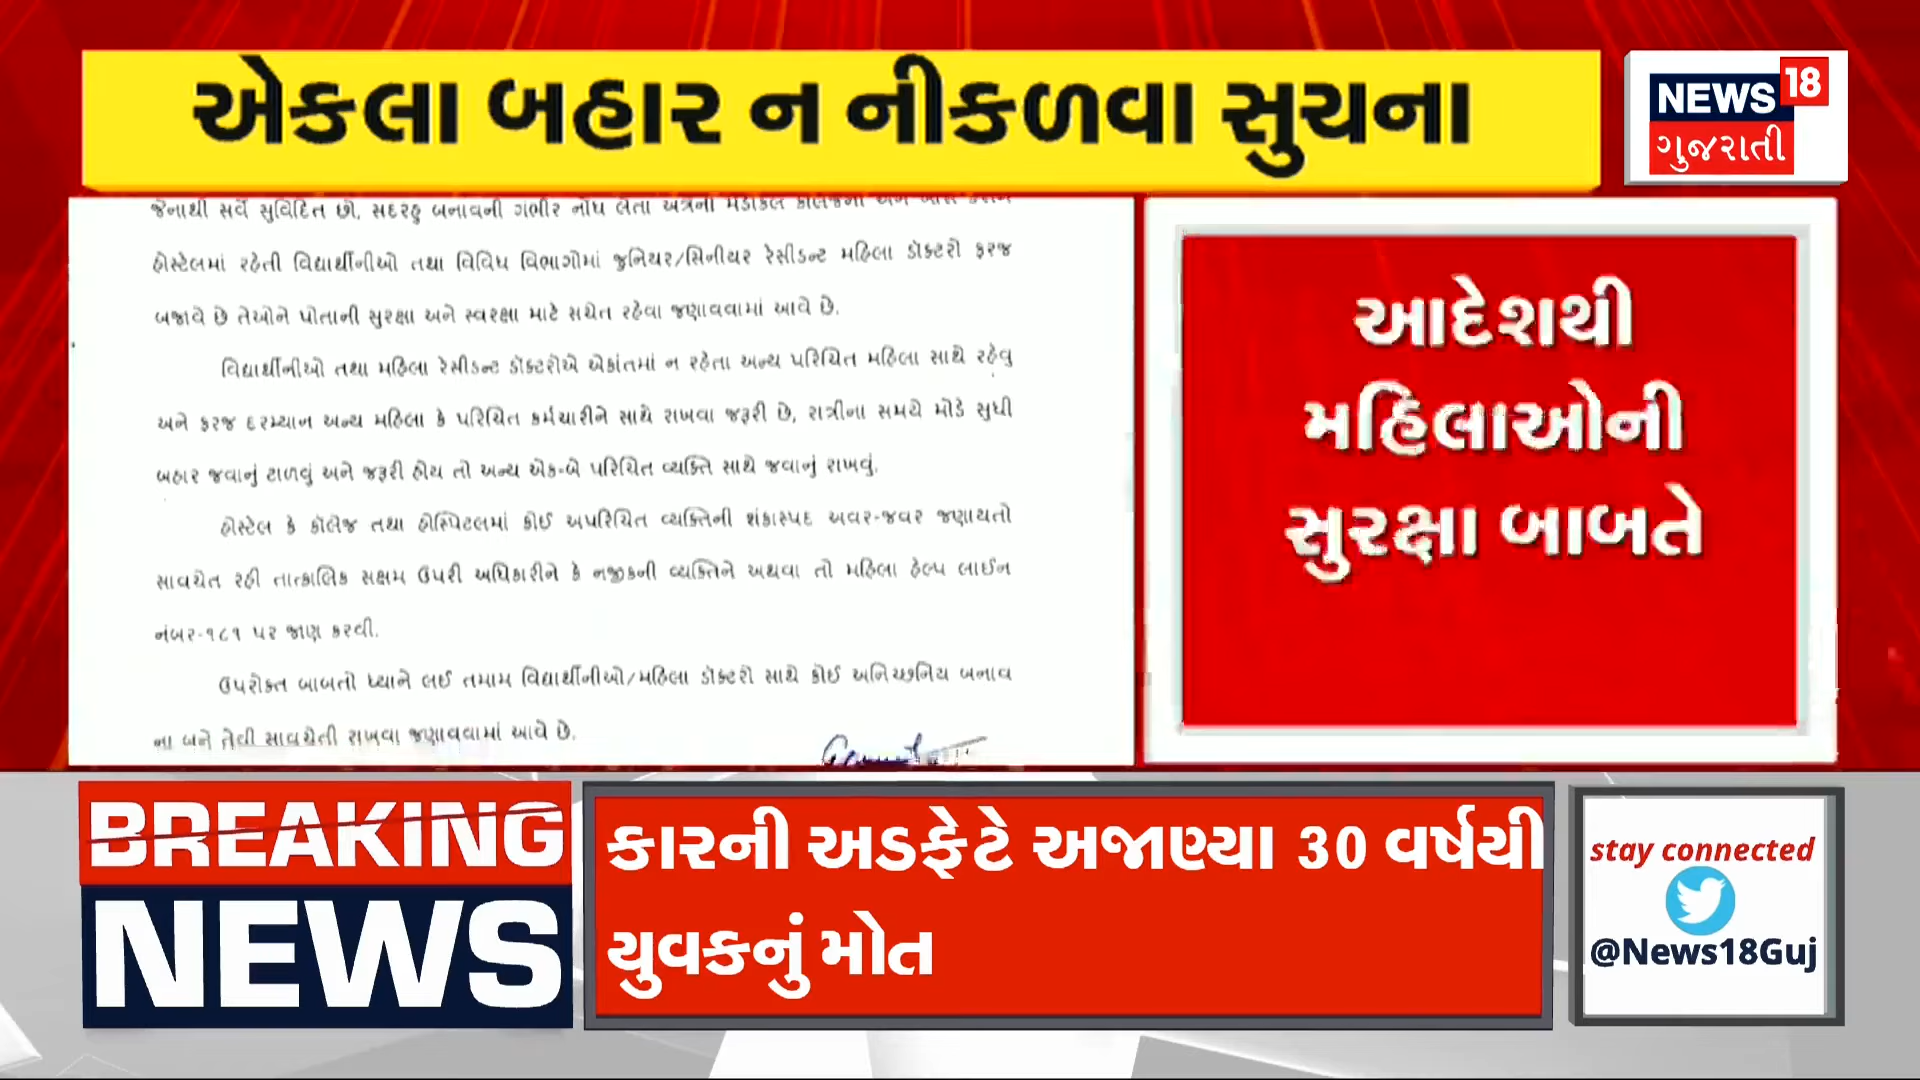 એકલા બહાર ન નીકળવા સુચના
NEWS 18
ગુજરાતી
જેનાથી સર્વે સુવિદિત છો, સદરહુ બનાવની ગંભીર નોંધ લેતા અત્રેની મેડીકલ કોલેજના અને
હોસ્ટેલમાં રહેતી વિદ્યાર્થીનીઓ તથા વિવિધ વિભાગોમાં જુનિયર/સિનીયર રેસીડન્ટ મહિલા ડૉકટરો ફરજ
બજાવે છે તેઓને પોતાની સુરક્ષા અને સ્વરક્ષા માટે સચેત રહેવા જણાવવામાં આવે છે.
વિદ્યાર્થીનીઓ તથા મહિલા રેસીડન્ટ ડૉકટરોએ એકાંતમાં ન રહેતા અન્ય પરિચિત મહિલા સાથે રહેવુ
અને ફરજ દરમ્યાન અન્ય મહિલા કે પરિચિત કર્મચારીને સાથે રાખવા જરૂરી છે, રાત્રીના સમયે મોડે સુધી
બહાર જવાનું ટાળવું અને જરૂરી હોય તો અન્ય એક-બે પરિચિત વ્યક્તિ સાથે જવાનું રાખવું.
હોસ્ટેલ કે કૉલેજ તથા હોસ્પિટલમાં કોઈ અપરિચિત વ્યક્તિની શંકાસ્પદ અવર-જવર જણાયતો
સાવચેત રહી તાત્કાલિક સક્ષમ ઉપરી અધિકારીને કે નજીકની વ્યક્તિને અથવા તો મહિલા હેલ્પ લાઈન
નંબર-૧૮૧ પર જાણ કરવી.
ઉપરોક્ત બાબતો ધ્યાને લઈ તમામ વિદ્યાર્થીનીઓ/મહિલા ડૉકટરો સાથે કોઈ અનિચ્છનિય બનાવ
ના બને તેવી સાવચેતી રાખવા જણાવવામાં આવે છે.
આદેશથી
મહિલાઓની
સુરક્ષા બાબતે
BREAKING
NEWS
કારની અડફેટે અજાણ્યા 30 વર્ષયી
યુવકનું મોત
stay connected
@News18Guj